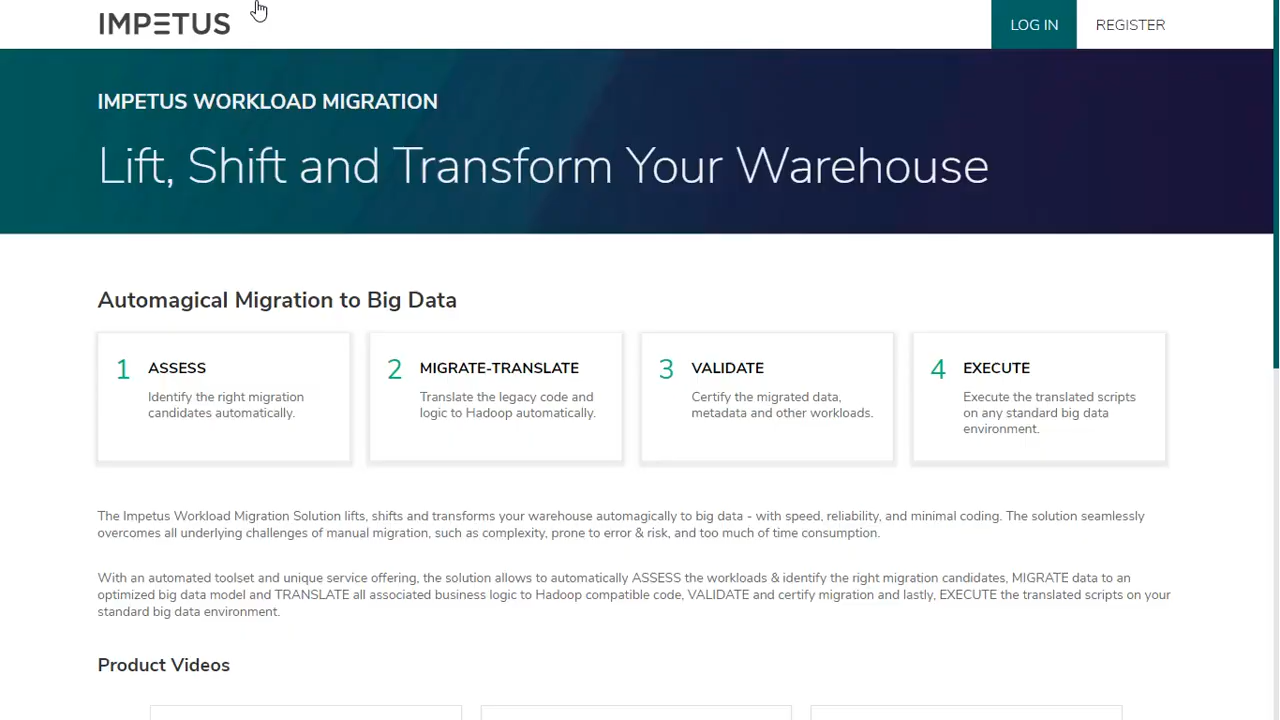 IMPETUS
LOG IN
REGISTER
IMPETUS WORKLOAD MIGRATION
Lift, Shift and Transform Your Warehouse
Automagical Migration to Big Data
1 ASSESS
Identify the right migration
candidates automatically.
2 MIGRATE-TRANSLATE
Translate the legacy code and
logic to Hadoop automatically.
3 VALIDATE
Certify the migrated data,
metadata and other workloads.
4 EXECUTE
Execute the translated scripts
on any standard big data
environment.
The Impetus Workload Migration Solution lifts, shifts and transforms your warehouse automagically to big data - with speed, reliability, and minimal coding. The solution seamlessly
overcomes all underlying challenges of manual migration, such as complexity, prone to error & risk, and too much of time consumption.
With an automated toolset and unique service offering, the solution allows to automatically ASSESS the workloads & identify the right migration candidates, MIGRATE data to an
optimized big data model and TRANSLATE all associated business logic to Hadoop compatible code, VALIDATE and certify migration and lastly, EXECUTE the translated scripts on your
standard big data environment.
Product Videos